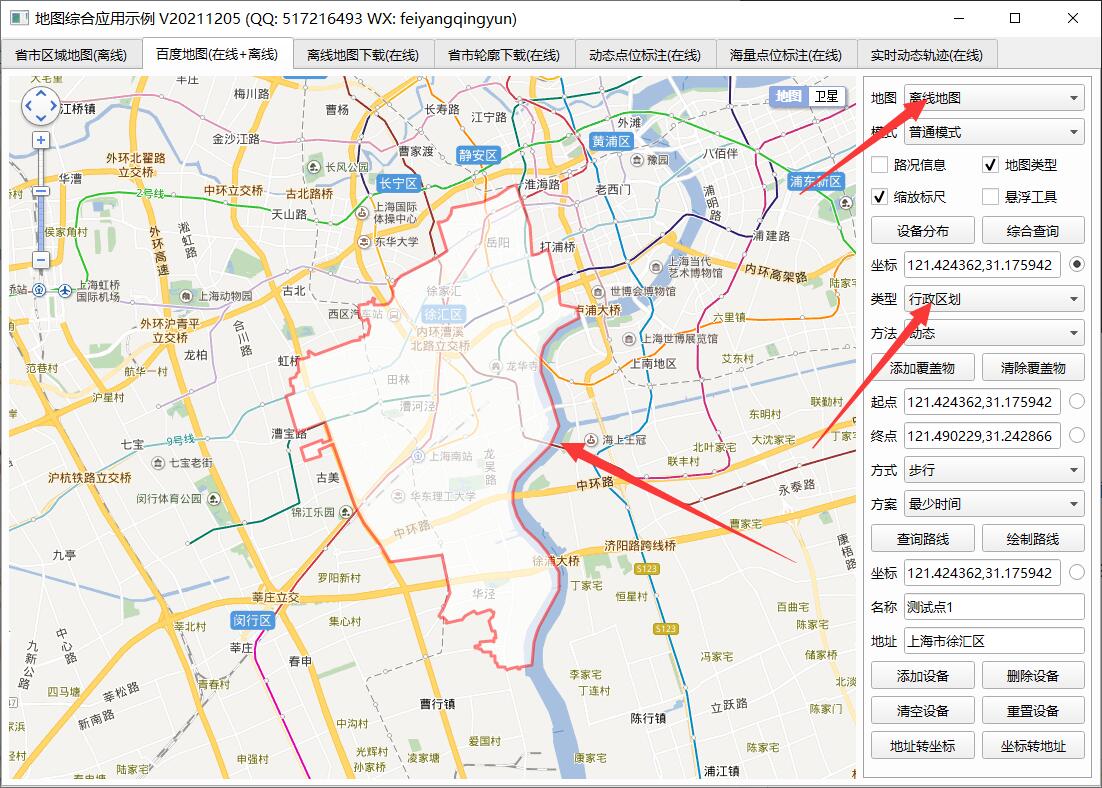 地图综合应用示例 V20211205 (QQ: 517216493 WX: feiyangqingyun)
省市区域地图(离线)
百度地图(在线+离线)
离线地图下载(在线)
省市轮廓下载(在线)
动态点位标注(在线)
海量点位标注(在线)
实时动态轨迹(在线)
江桥镇
丰庄
梅川路
曹杨
长寿路
江宁路
外滩
地图
卫星
金沙江路
曹家渡
静安区
黄浦区
豫园
八佰伴
外环北翟路
立交桥
长风公园
华漕
2号线
中环立交桥
古北路桥
长宁区
淮海路
老西门
浦东新区
天山路
上海国际
体操中心
浦明路
侯家角村
外环高速
淞虹路
东华大学
岳阳
打浦桥
浦建路
上海虹桥
国际机场
上海动物园
古北
徐家汇
上海当代
艺术博物馆
内环高架路
世博会博物馆
西区汽车站
徐汇区
卢浦大桥
六里镇
外环沪青平
立交桥
合川路
内环漕溪
北路立交桥
上海世博展览馆
龙柏
虹桥
龙华寺
上南地区
艾东村
范巷村
航华一村
田林
沪星村
漕河泾
东明村
联勤村
漕宝路
七宝
9号线
海上王冠
北叶家宅
大沈家宅
七宝老街
上海南站
龙吴路
联丰村
沪杭铁路立交桥
古美
华东理工大学
中环路
永泰路
闵行体育公园
锦江乐园
中环路
曹家宅
康梧路
九亭
徐浦大桥
济阳路跨线桥
S123
罗阳新村
丁家宅
莘庄立交
华泾
恒星村
百曲村
闵行区
集心村
S123
陈家宅
莘北村
莘庄
冯家宅
储家桥
中心路
九新公路
春申
李家宅
青春村
丁连村
四马塘
莘松路
曹行镇
立跃路
陈家门
新南路
中沟村
陈行镇
爱国村
光辉村
孙家桥
凌家塘
申强村
康家宅
陈家宅
陆家宅
浦江镇
地图
离线地图
模式
普通模式
路况信息
地图类型
缩放标尺
悬浮工具
设备分布
综合查询
坐标
121.424362,31.175942
类型
行政区划
方法
动态
添加覆盖物
清除覆盖物
起点
121.424362,31.175942
终点
121.490229,31.242866
方式
步行
方案
最少时间
查询路线
绘制路线
坐标
121.424362,31.175942
名称
测试点1
地址
上海市徐汇区
添加设备
删除设备
清空设备
重置设备
地址转坐标
坐标转地址